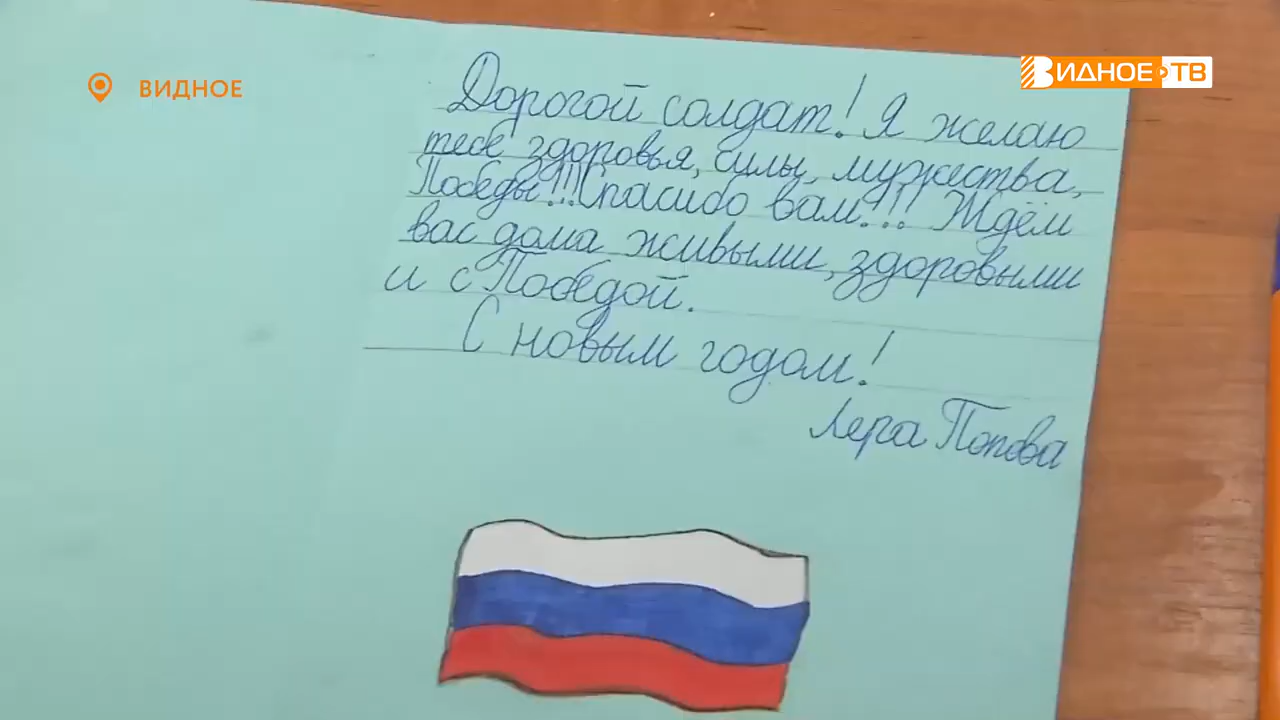 ВИДНОЕ
ВИДНОЕ ТВ
Дорогой солдат! Я желаю
тебе здоровья, силы, мужества,
Победы!!! Спасибо вам!!! Ждём
вас дома живыми, здоровыми
и с Победой.
С новым годом!
Лера Попова